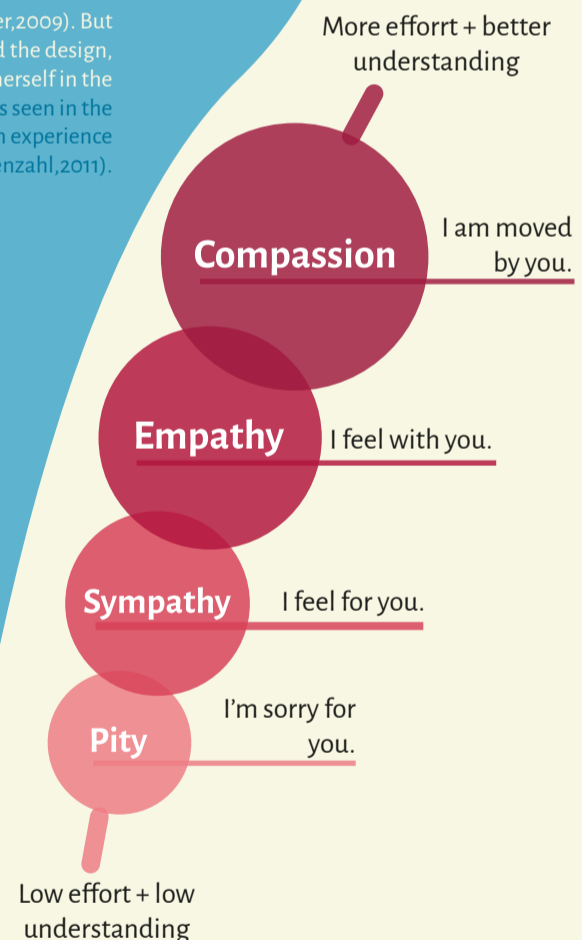 er,2009). But
d the design,
herself in the
s seen in the
experience
enzahl,2011).
More efforrt + better
understanding
Compassion
I am moved
by you.
Empathy
I feel with you.
Sympathy
I feel for you.
Pity
I’m sorry for
you.
Low effort + low
understanding